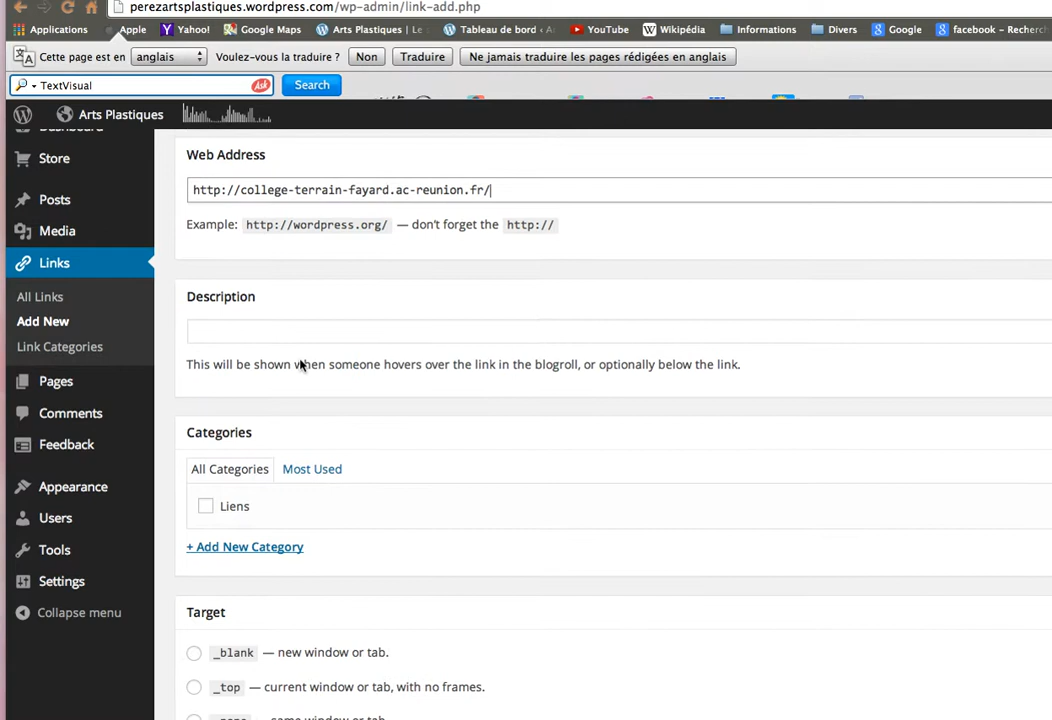 perezartsplastiques.wordpress.com/wp-admin/link-add.php
Applications Apple Yahoo! Google Maps Arts Plastiques | Le Tableau de bord ‹ A YouTube Wikipédia Informations Divers Google facebook – Recherc
Cette page est en anglais Voulez-vous la traduire ? Non Traduire Ne jamais traduire les pages rédigées en anglais
TextVisual Ask Search
Arts Plastiques
Dashboard
Store
Posts
Media
Links
All Links
Add New
Link Categories
Pages
Comments
Feedback
Appearance
Users
Tools
Settings
Collapse menu
Web Address
http://college-terrain-fayard.ac-reunion.fr/
Example: http://wordpress.org/ — don't forget the http://
Description
This will be shown when someone hovers over the link in the blogroll, or optionally below the link.
Categories
All Categories Most Used
Liens
+ Add New Category
Target
_blank — new window or tab.
_top — current window or tab, with no frames.
_none — same window or tab.